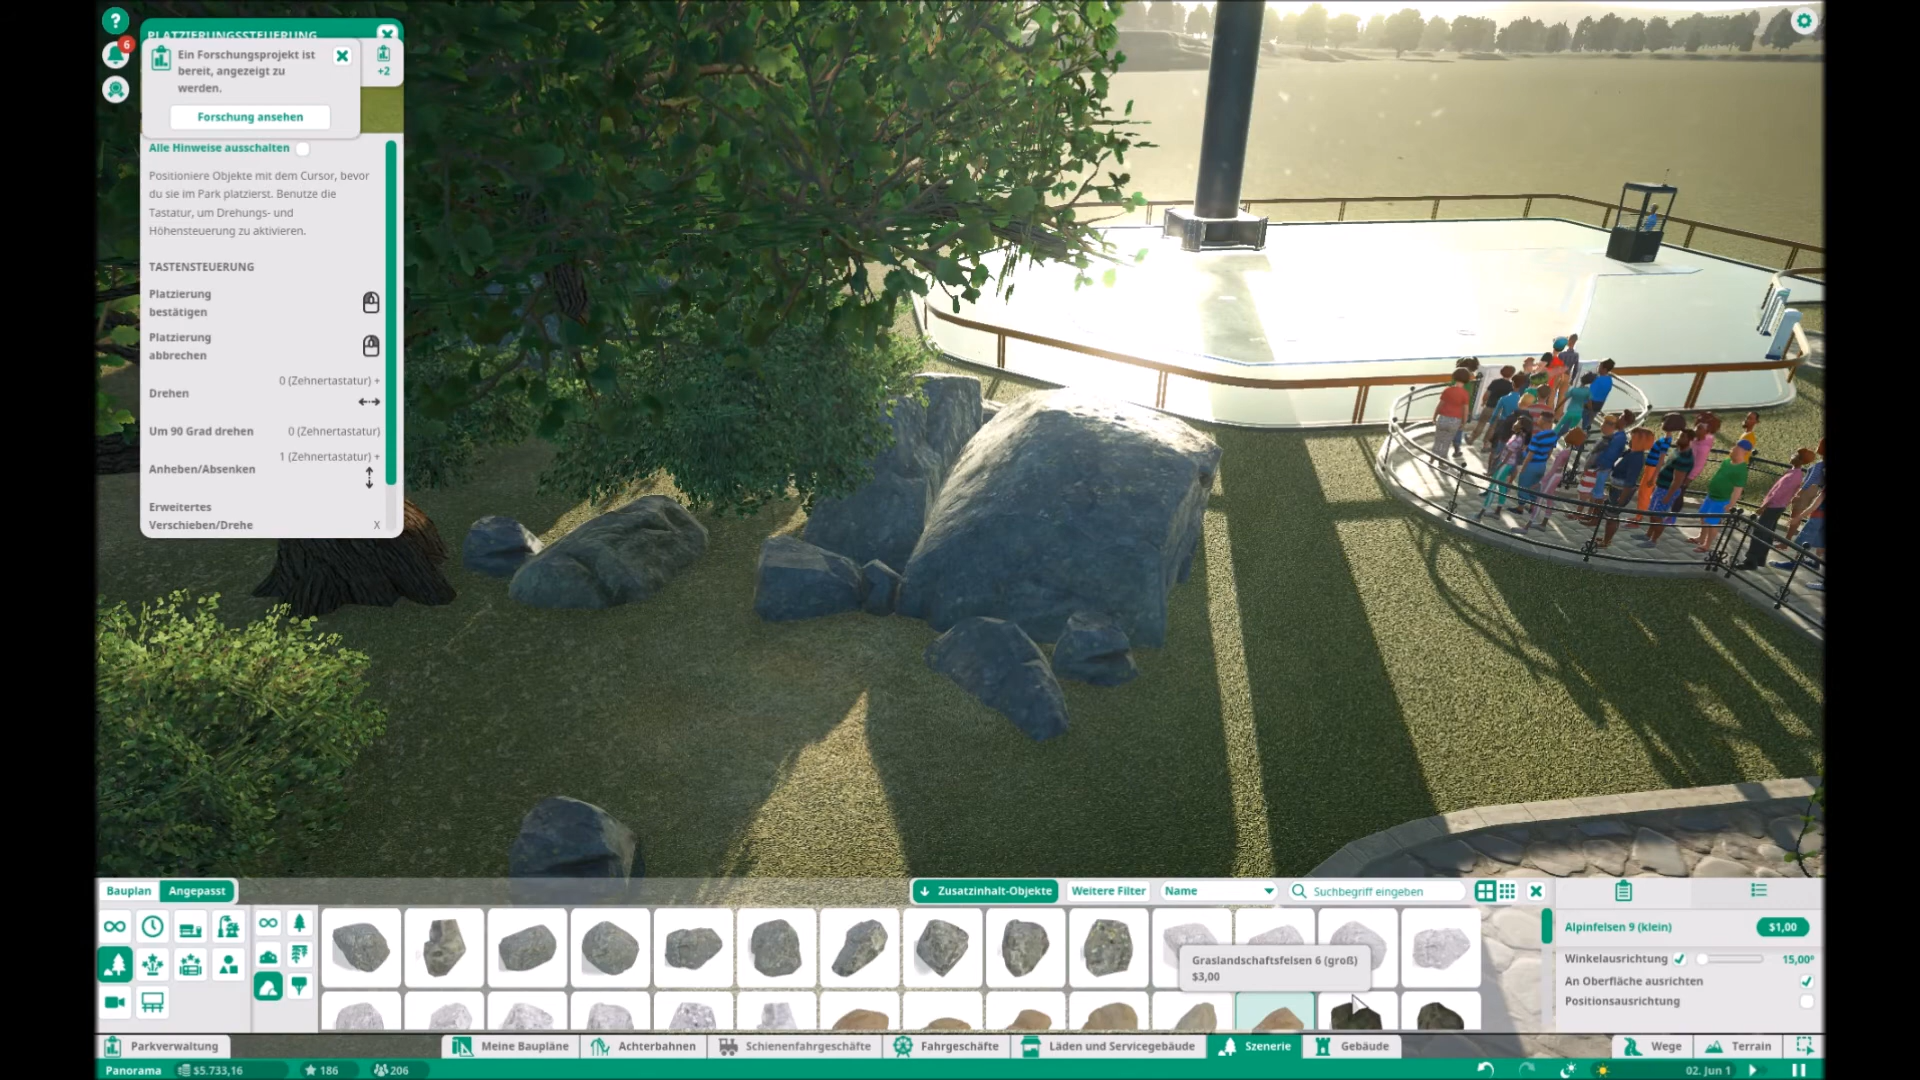 PLATZIERUNGSSTEUERUNG
6
Ein Forschungsprojekt ist
bereit, angezeigt zu
werden.
+2
Forschung ansehen
Alle Hinweise ausschalten
Positioniere Objekte mit dem Cursor, bevor
du sie im Park platzierst. Benutze die
Tastatur, um Drehungs- und
Höhensteuerung zu aktivieren.
TASTENSTEUERUNG
Platzierung
bestätigen
Platzierung
abbrechen
0 (Zehnertastatur) +
Drehen
Um 90 Grad drehen 0 (Zehnertastatur)
1 (Zehnertastatur) +
Anheben/Absenken
Erweitertes
Verschieben/Drehe X
Bauplan Angepasst
Zusatzinhalt-Objekte Weitere Filter Name Suchbegriff eingeben
Alpinfelsen 9 (klein) $1,00
Winkelausrichtung 15,00°
An Oberfläche ausrichten
Positionsausrichtung
Graslandschaftsfelsen 6 (groß)
$3,00
Parkverwaltung Meine Baupläne Achterbahnen Schienenfahrgeschäfte Fahrgeschäfte Läden und Servicegebäude Szenerie Gebäude Wege Terrain
Panorama $5.733,16 186 206 02. Jun 1